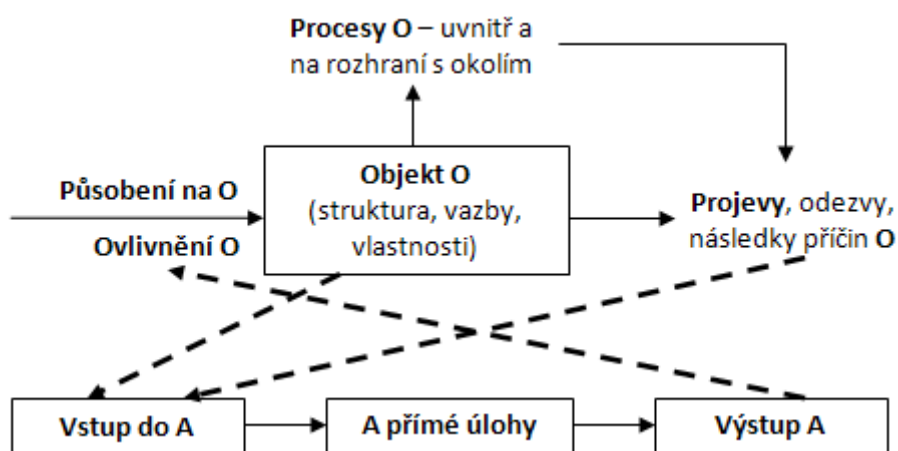 Procesy O – uvnitř a
na rozhraní s okolím
Působení na O
Ovlivnění O
Objekt O
(struktura, vazby,
vlastnosti)
Projevy, odezvy,
následky příčin O
Vstup do A
A přímé úlohy
Výstup A